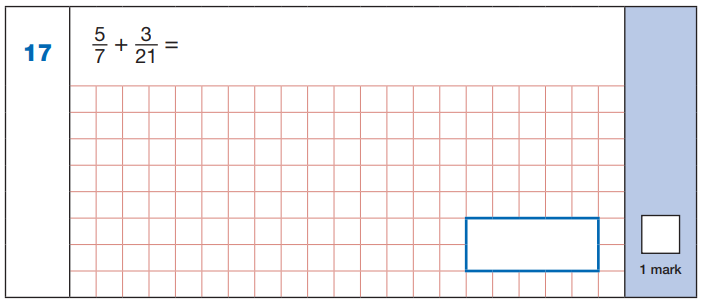 17
5/7 + 3/21 =
1 mark